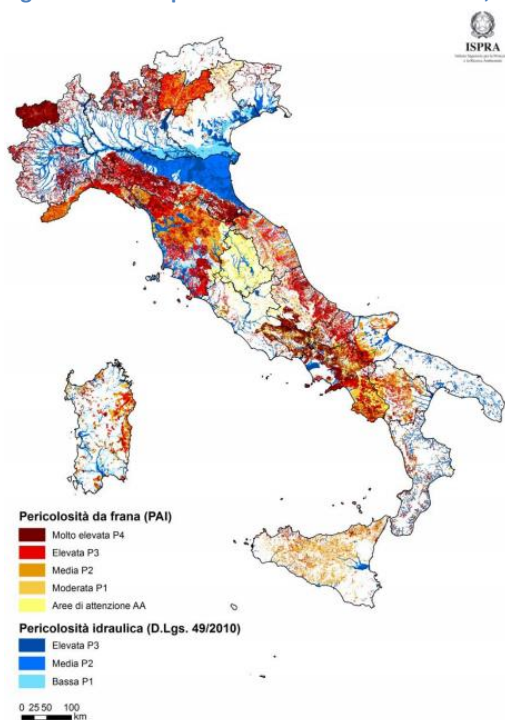 ISPRA
Pericolosità da frana (PAI)
Molto elevata P4
Elevata P3
Media P2
Moderata P1
Aree di attenzione AA
Pericolosità idraulica (D.Lgs. 49/2010)
Elevata P3
Media P2
Bassa P1
0 25 50 100
km